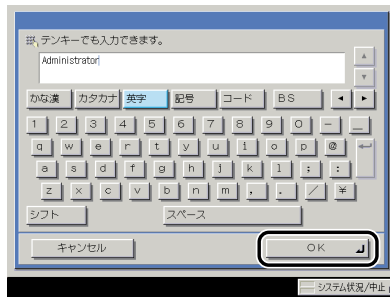 テンキーでも入力できます。
Administrator
かな漢 カタカナ 英字 記号 コード BS
1 2 3 4 5 6 7 8 9 0 - _
q w e r t y u i o p @
a s d f g h j k l ; :
z x c v b n m , . / ¥
シフト スペース
キャンセル OK
システム状況/中止